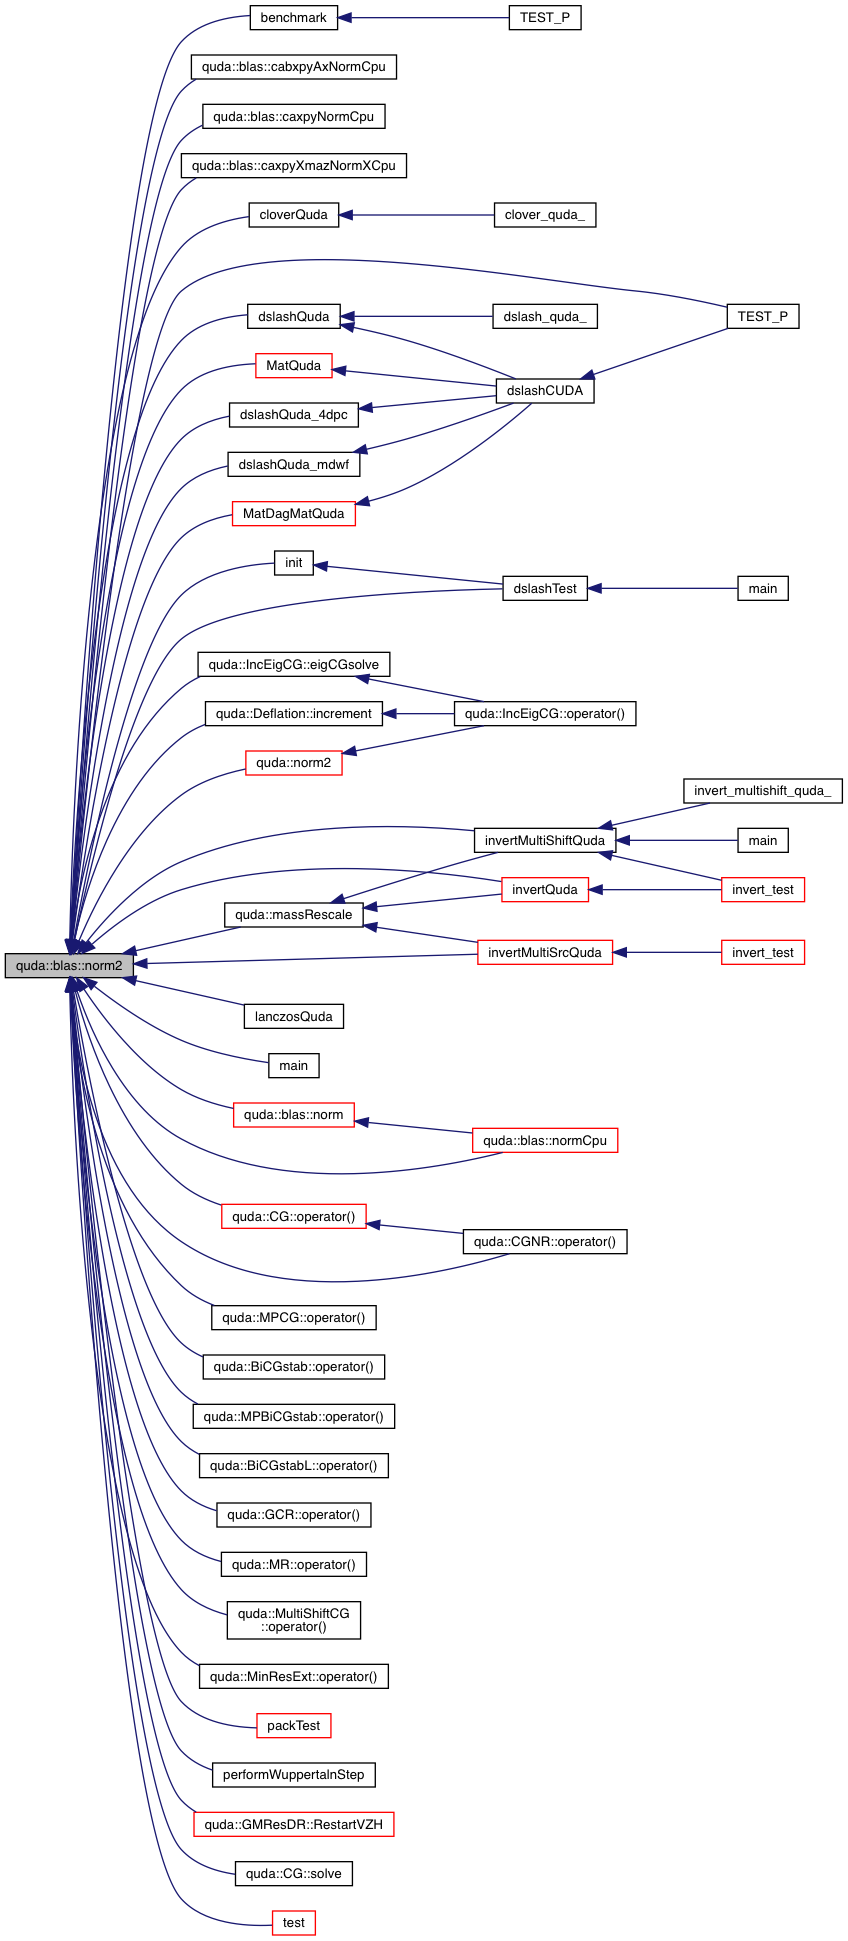 benchmark
TEST_P
quda::blas::cabxpyAxNormCpu
quda::blas::caxpyNormCpu
quda::blas::caxpyXmazNormXCpu
cloverQuda
clover_quda_
dslashQuda
dslash_quda_
TEST_P
MatQuda
dslashCUDA
dslashQuda_4dpc
dslashQuda_mdwf
MatDagMatQuda
init
dslashTest
main
quda::IncEigCG::eigCGsolve
quda::Deflation::increment
quda::IncEigCG::operator()
quda::norm2
invert_multishift_quda_
invertMultiShiftQuda
main
invertQuda
invert_test
quda::massRescale
invertMultiSrcQuda
invert_test
quda::blas::norm2
lanczosQuda
main
quda::blas::norm
quda::blas::normCpu
quda::CG::operator()
quda::CGNR::operator()
quda::MPCG::operator()
quda::BiCGstab::operator()
quda::MPBiCGstab::operator()
quda::BiCGstabL::operator()
quda::GCR::operator()
quda::MR::operator()
quda::MultiShiftCG
::operator()
quda::MinResExt::operator()
packTest
performWuppertalnStep
quda::GMResDR::RestartVZH
quda::CG::solve
test